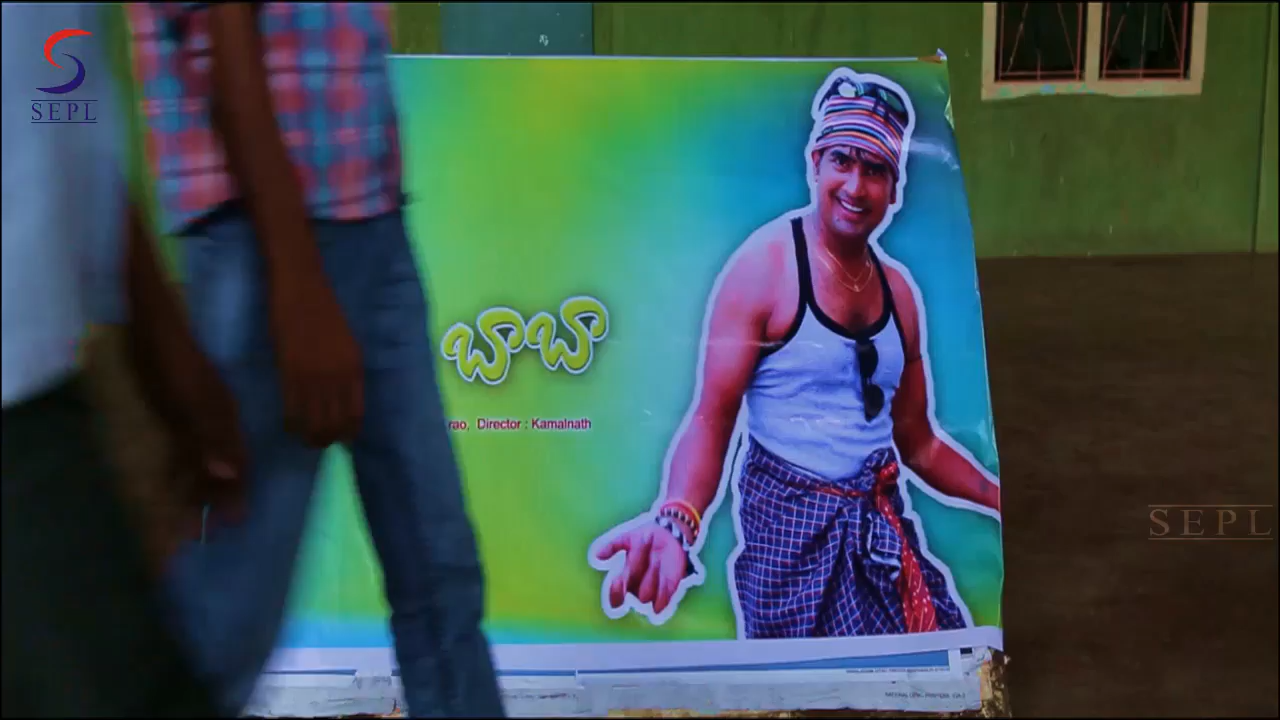 SEPL
బాబా
rao, Director : Kamalnath
SEPL